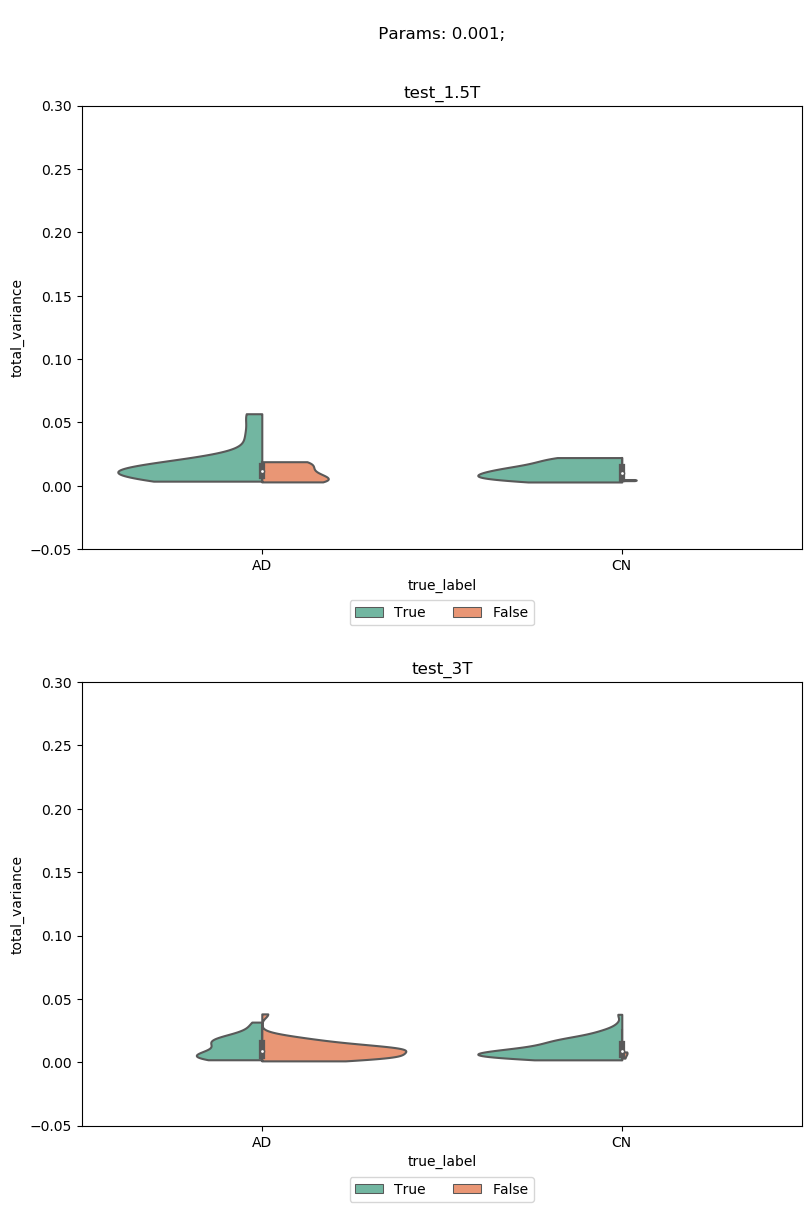 Params: 0.001;
test_1.5T
0.30
0.25
0.20
0.15
0.10
0.05
0.00
−0.05
total_variance
AD CN
true_label
True False
test_3T
0.30
0.25
0.20
0.15
0.10
0.05
0.00
−0.05
total_variance
AD CN
true_label
True False